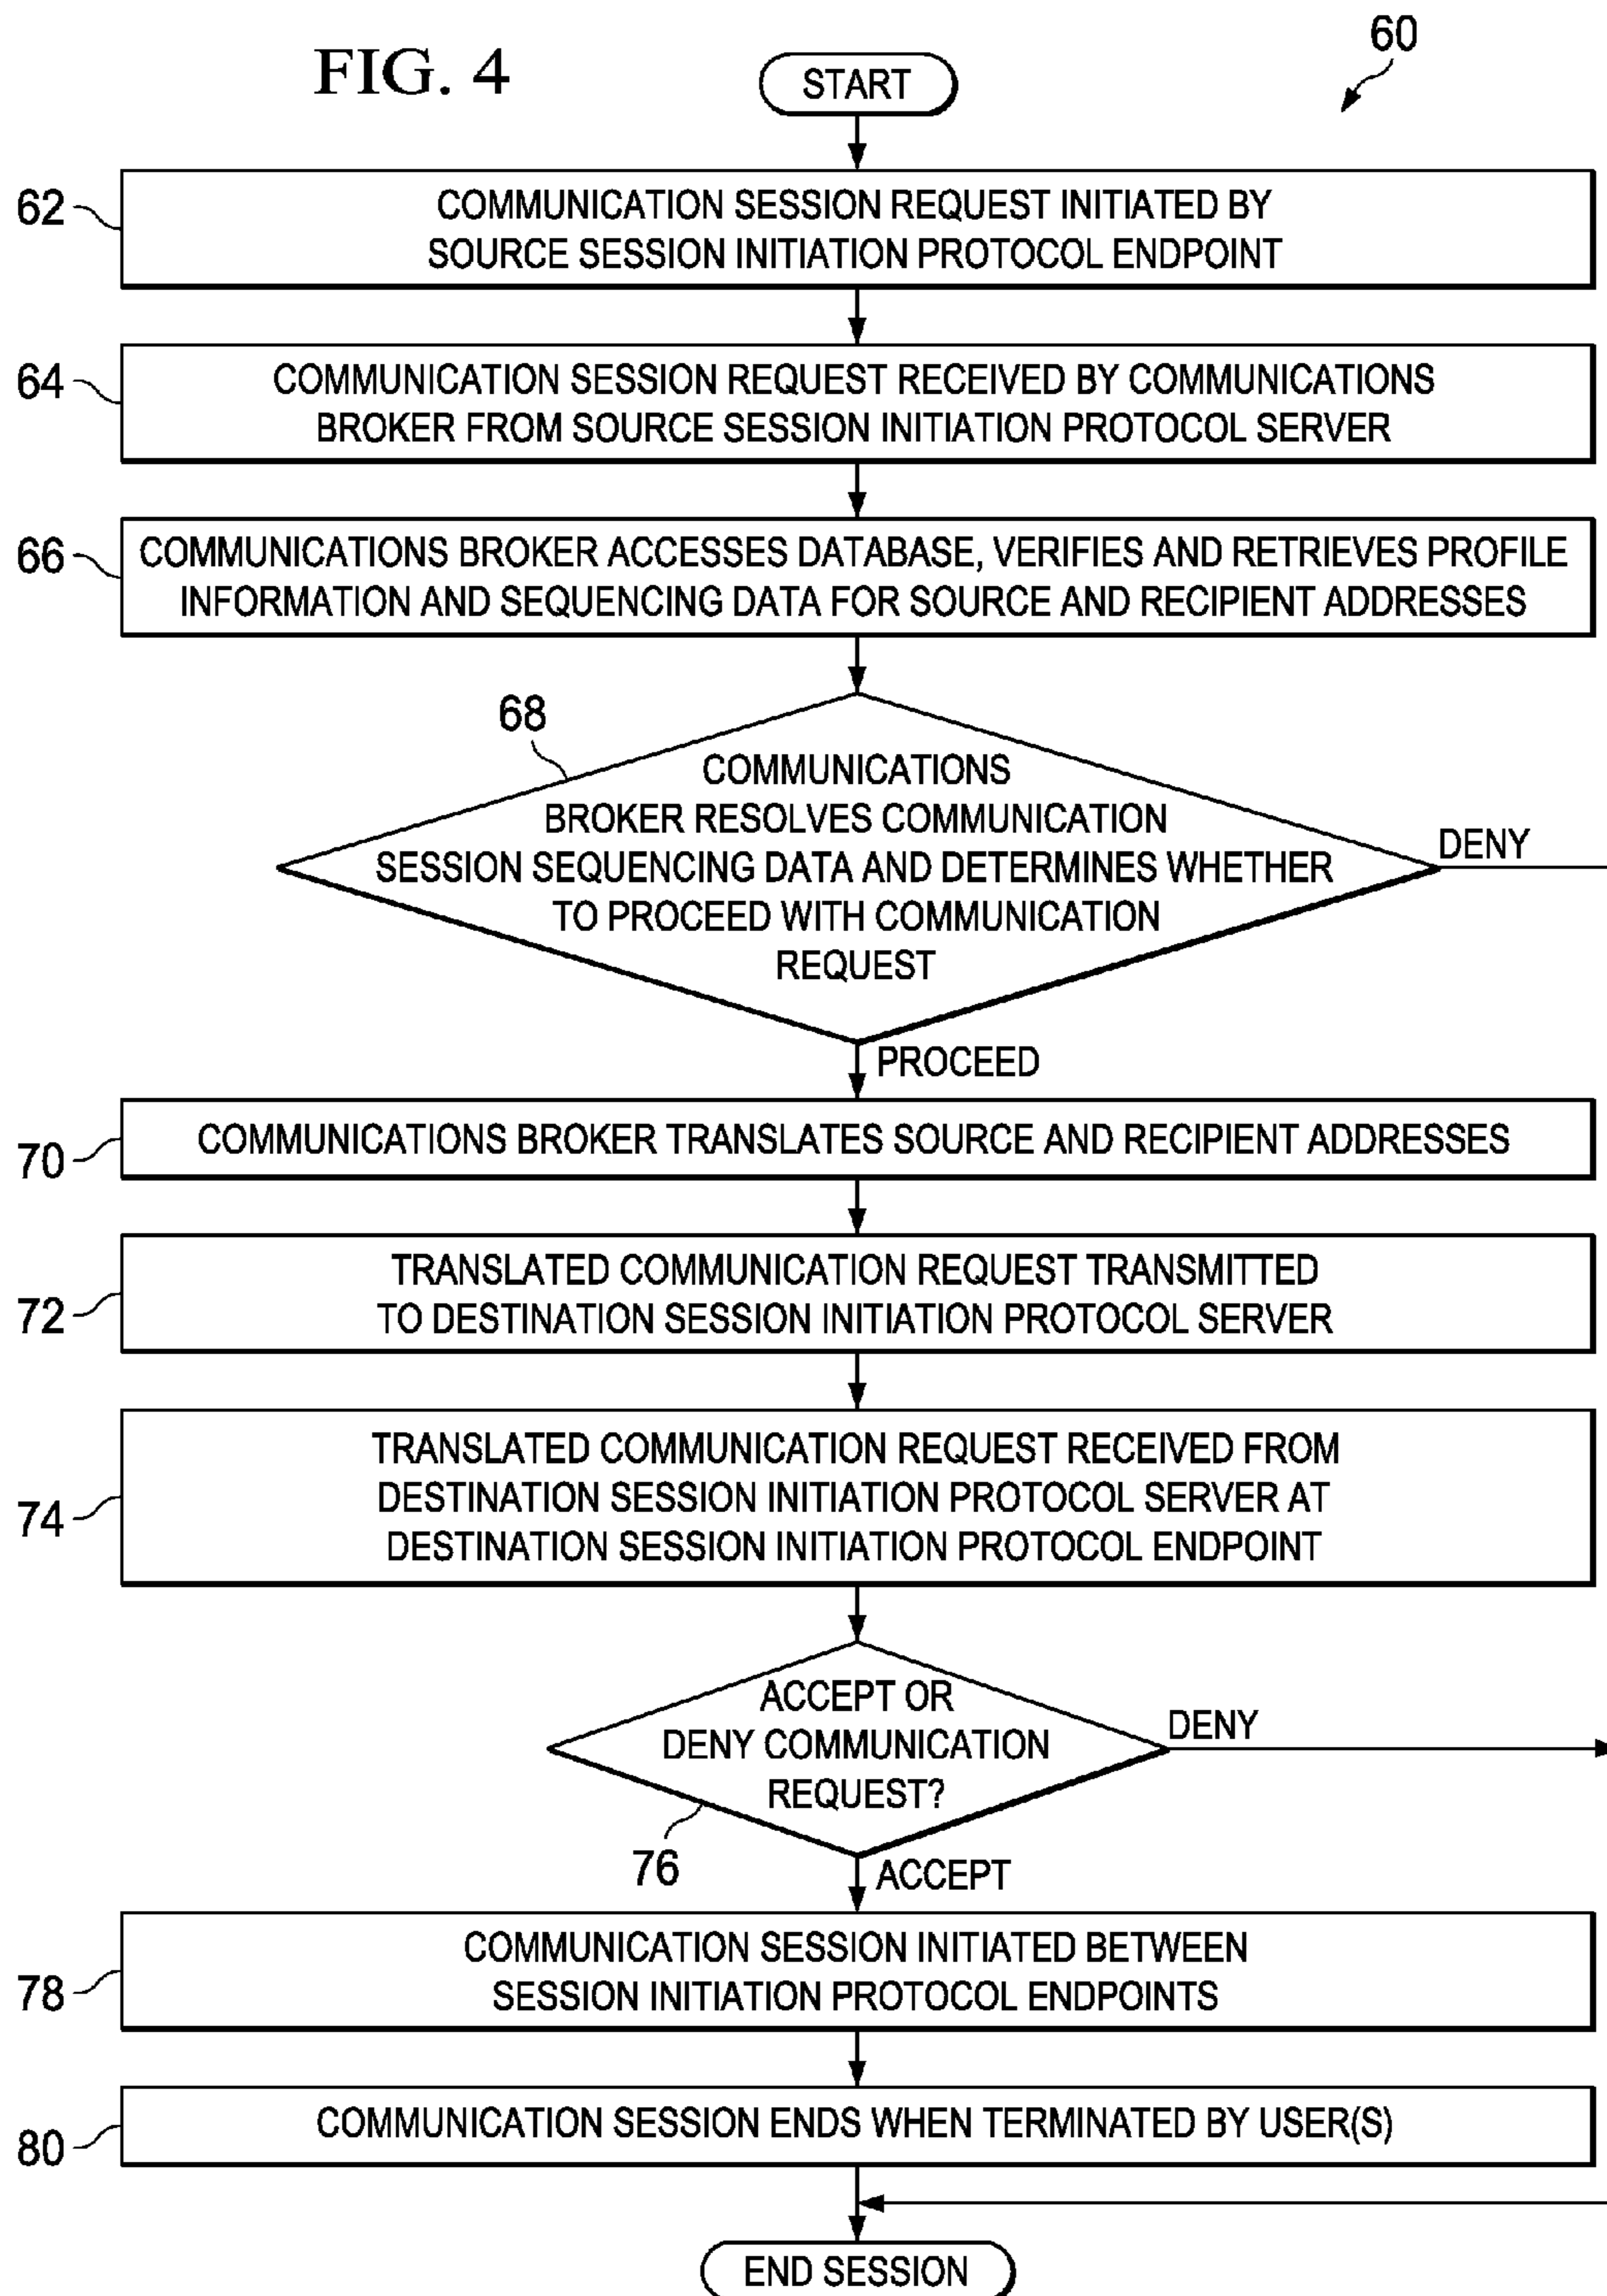 FIG. 4
60
START
62
COMMUNICATION SESSION REQUEST INITIATED BY
SOURCE SESSION INITIATION PROTOCOL ENDPOINT
64
COMMUNICATION SESSION REQUEST RECEIVED BY COMMUNICATIONS
BROKER FROM SOURCE SESSION INITIATION PROTOCOL SERVER
66
COMMUNICATIONS BROKER ACCESSES DATABASE, VERIFIES AND RETRIEVES PROFILE
INFORMATION AND SEQUENCING DATA FOR SOURCE AND RECIPIENT ADDRESSES
68
COMMUNICATIONS
BROKER RESOLVES COMMUNICATION
SESSION SEQUENCING DATA AND DETERMINES WHETHER
TO PROCEED WITH COMMUNICATION
REQUEST
DENY
PROCEED
70
COMMUNICATIONS BROKER TRANSLATES SOURCE AND RECIPIENT ADDRESSES
72
TRANSLATED COMMUNICATION REQUEST TRANSMITTED
TO DESTINATION SESSION INITIATION PROTOCOL SERVER
74
TRANSLATED COMMUNICATION REQUEST RECEIVED FROM
DESTINATION SESSION INITIATION PROTOCOL SERVER AT
DESTINATION SESSION INITIATION PROTOCOL ENDPOINT
ACCEPT OR
DENY COMMUNICATION
REQUEST?
DENY
76
ACCEPT
78
COMMUNICATION SESSION INITIATED BETWEEN
SESSION INITIATION PROTOCOL ENDPOINTS
80
COMMUNICATION SESSION ENDS WHEN TERMINATED BY USER(S)
END SESSION